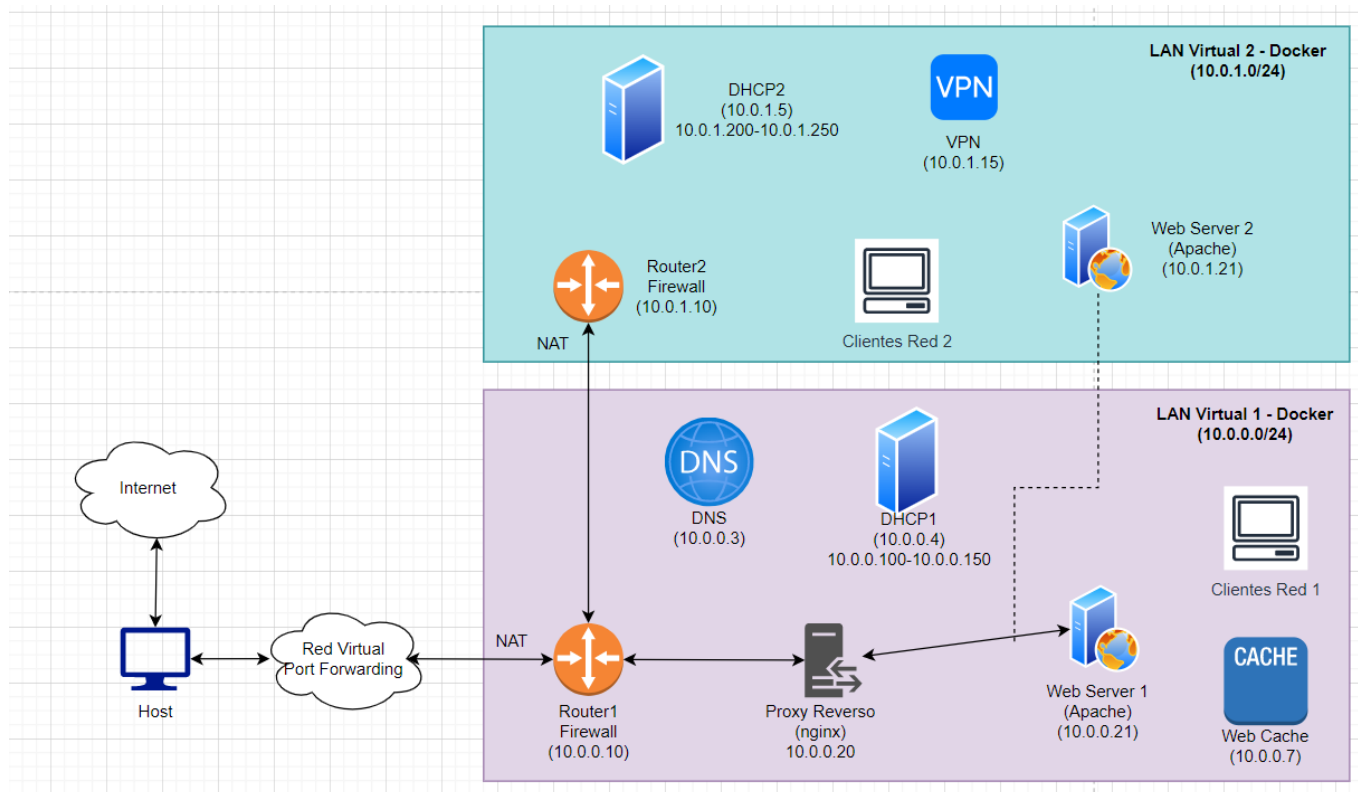 LAN Virtual 2 - Docker
(10.0.1.0/24)
DHCP2
(10.0.1.5)
10.0.1.200-10.0.1.250
VPN
VPN
(10.0.1.15)
Web Server 2
(Apache)
(10.0.1.21)
Router2
Firewall
(10.0.1.10)
Clientes Red 2
NAT
LAN Virtual 1 - Docker
(10.0.0.0/24)
DNS
DNS
(10.0.0.3)
DHCP1
(10.0.0.4)
10.0.0.100-10.0.0.150
Clientes Red 1
Internet
Host
Red Virtual
Port Forwarding
NAT
Router1
Firewall
(10.0.0.10)
Proxy Reverso
(nginx)
10.0.0.20
Web Server 1
(Apache)
(10.0.0.21)
CACHE
Web Cache
(10.0.0.7)